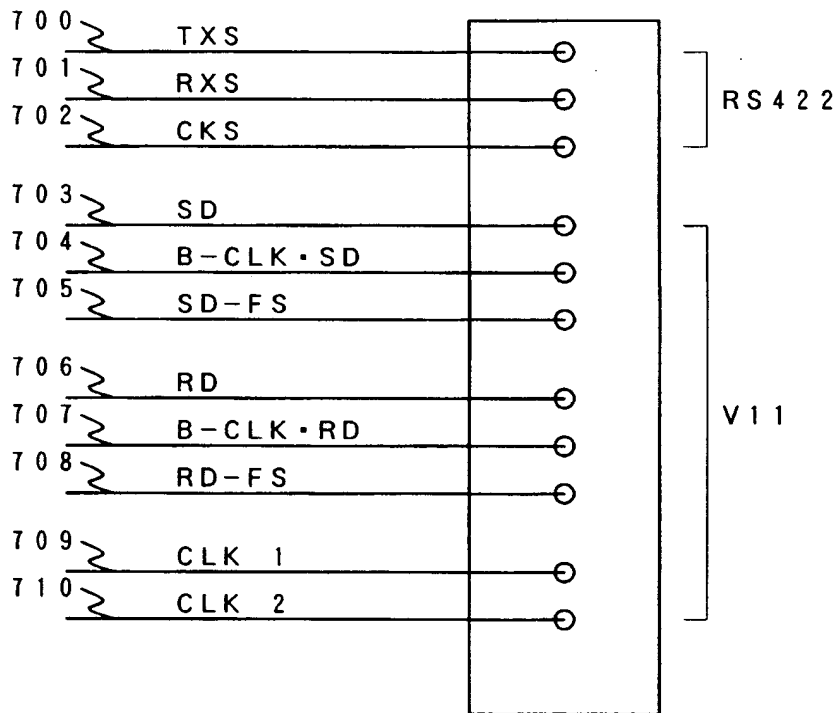 700
TXS
701
RXS
RS422
702
CKS
703
SD
704
B-CLK・SD
705
SD-FS
706
RD
707
B-CLK・RD
V11
708
RD-FS
709
CLK 1
710
CLK 2